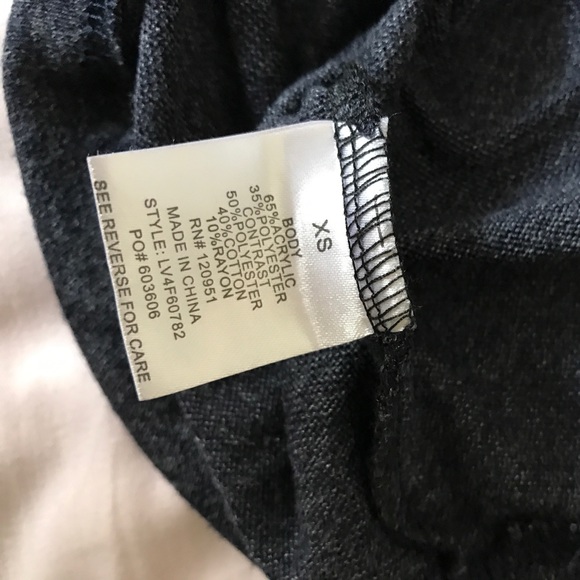 XS
BODY
65%ACRYLIC
35%POLYESTER
CONTRAST
50%POLYESTER
40%COTTON
10%RAYON
RN# 120951
MADE IN CHINA
STYLE: LV4F60782
PO# 603606
SEE REVERSE FOR CARE